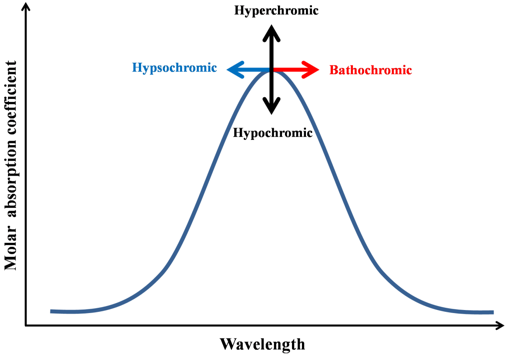 Hyperchromic
Hypsochromic
Bathochromic
Hypochromic
Molar absorption coefficient
Wavelength